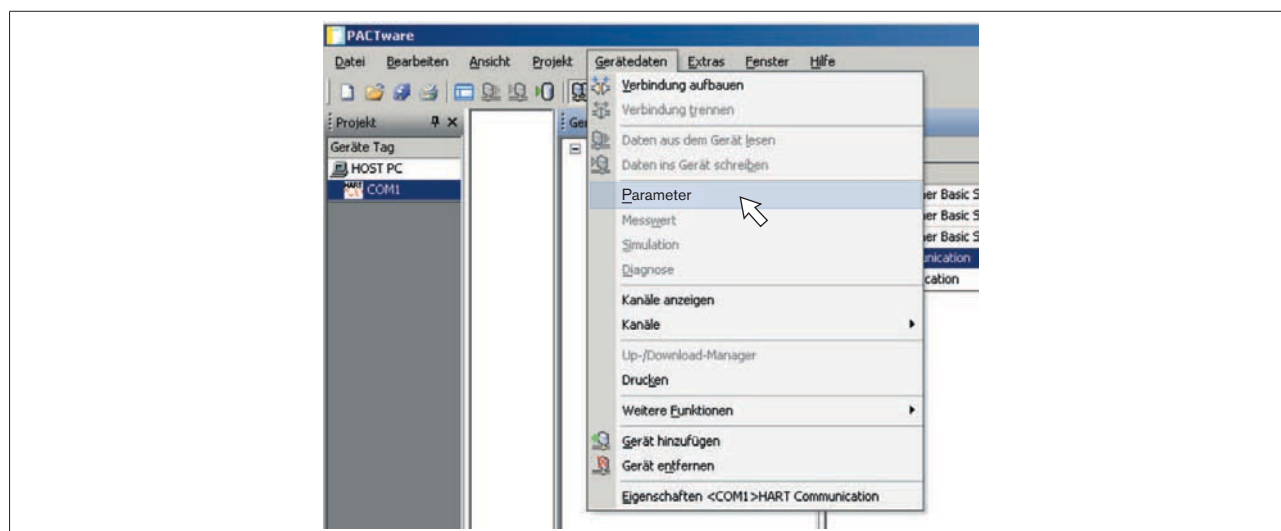 PACTware
Datei Bearbeiten Ansicht Projekt Gerätedaten Extras Fenster Hilfe
Projekt
Geräte Tag
HOST PC
HART COM1
Verbindung aufbauen
Verbindung trennen
Daten aus dem Gerät lesen
Daten ins Gerät schreiben
Parameter
Messwert
Simulation
Diagnose
Kanäle anzeigen
Kanäle
Up-/Download-Manager
Drucken
Weitere Funktionen
Gerät hinzufügen
Gerät entfernen
Eigenschaften <COM1>HART Communication
Ger
er Basic S
er Basic S
er Basic S
unication
cation